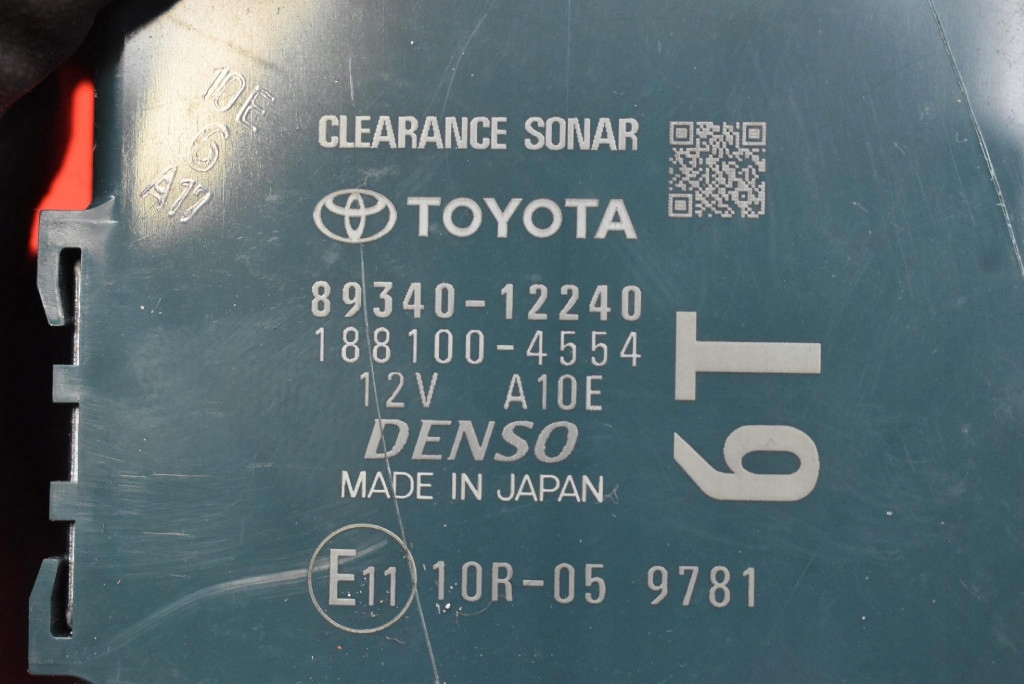 10E
6
A17
CLEARANCE SONAR
TOYOTA
89340-12240
188100-4554
12V A10E
DENSO
MADE IN JAPAN
E11 10R-05 9781
6T